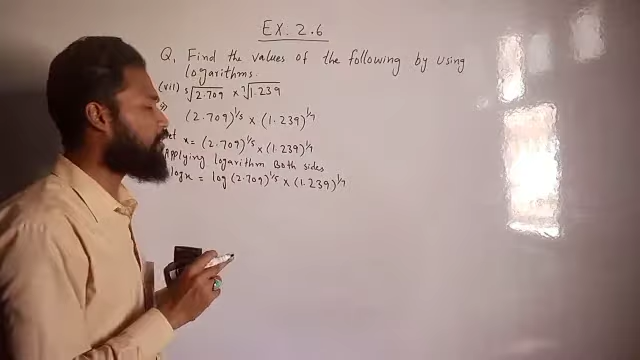 EX. 2.6
Q. Find the values of the following by using
logarithms.
(vii) ⁵√2.709 × ⁷√1.239
(2.709)^1/5 × (1.239)^1/7
let x = (2.709)^1/5 × (1.239)^1/7
Applying logarithm Both sides
log x = log (2.709)^1/5 × (1.239)^1/7